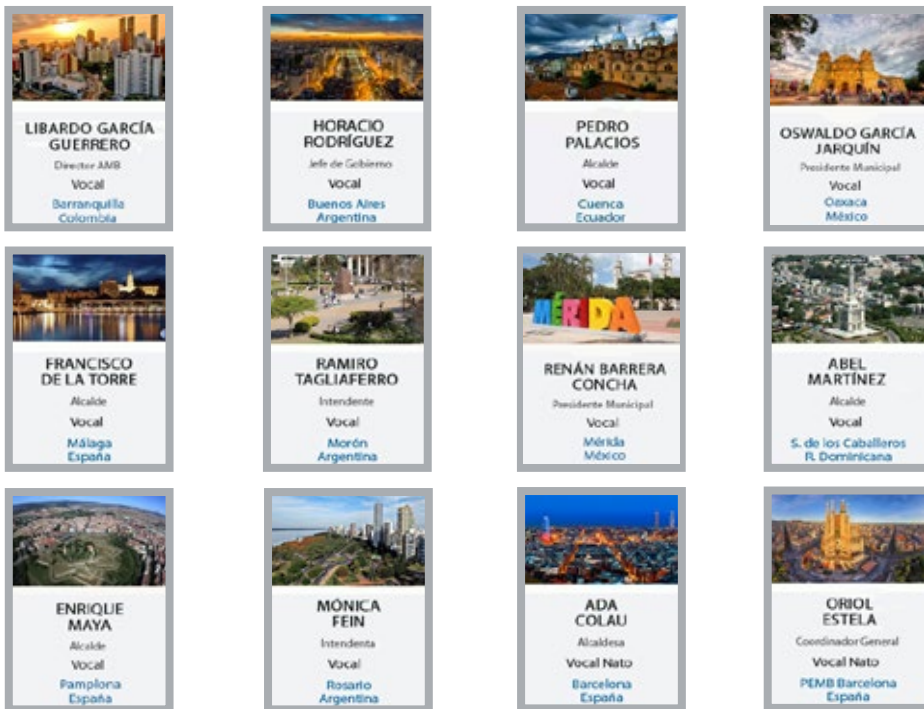 LIBARDO GARCÍA
GUERRERO
Director AMB
Vocal
Barranquilla
Colombia
HORACIO
RODRÍGUEZ
Jefe de Gobierno
Vocal
Buenos Aires
Argentina
PEDRO
PALACIOS
Alcalde
Vocal
Cuenca
Ecuador
OSWALDO GARCÍA
JARQUÍN
Presidente Municipal
Vocal
Oaxaca
México
FRANCISCO
DE LA TORRE
Alcalde
Vocal
Málaga
España
RAMIRO
TAGLIAFERRO
Intendente
Vocal
Morón
Argentina
MÉRIDA
RENÁN BARRERA
CONCHA
Presidente Municipal
Vocal
Mérida
México
ABEL
MARTÍNEZ
Alcalde
Vocal
S. de los Caballeros
R. Dominicana
ENRIQUE
MAYA
Alcalde
Vocal
Pamplona
España
MÓNICA
FEIN
Intendenta
Vocal
Rosario
Argentina
ADA
COLAU
Alcaldesa
Vocal Nato
Barcelona
España
ORIOL
ESTELA
Coordinador General
Vocal Nato
PEMB Barcelona
España